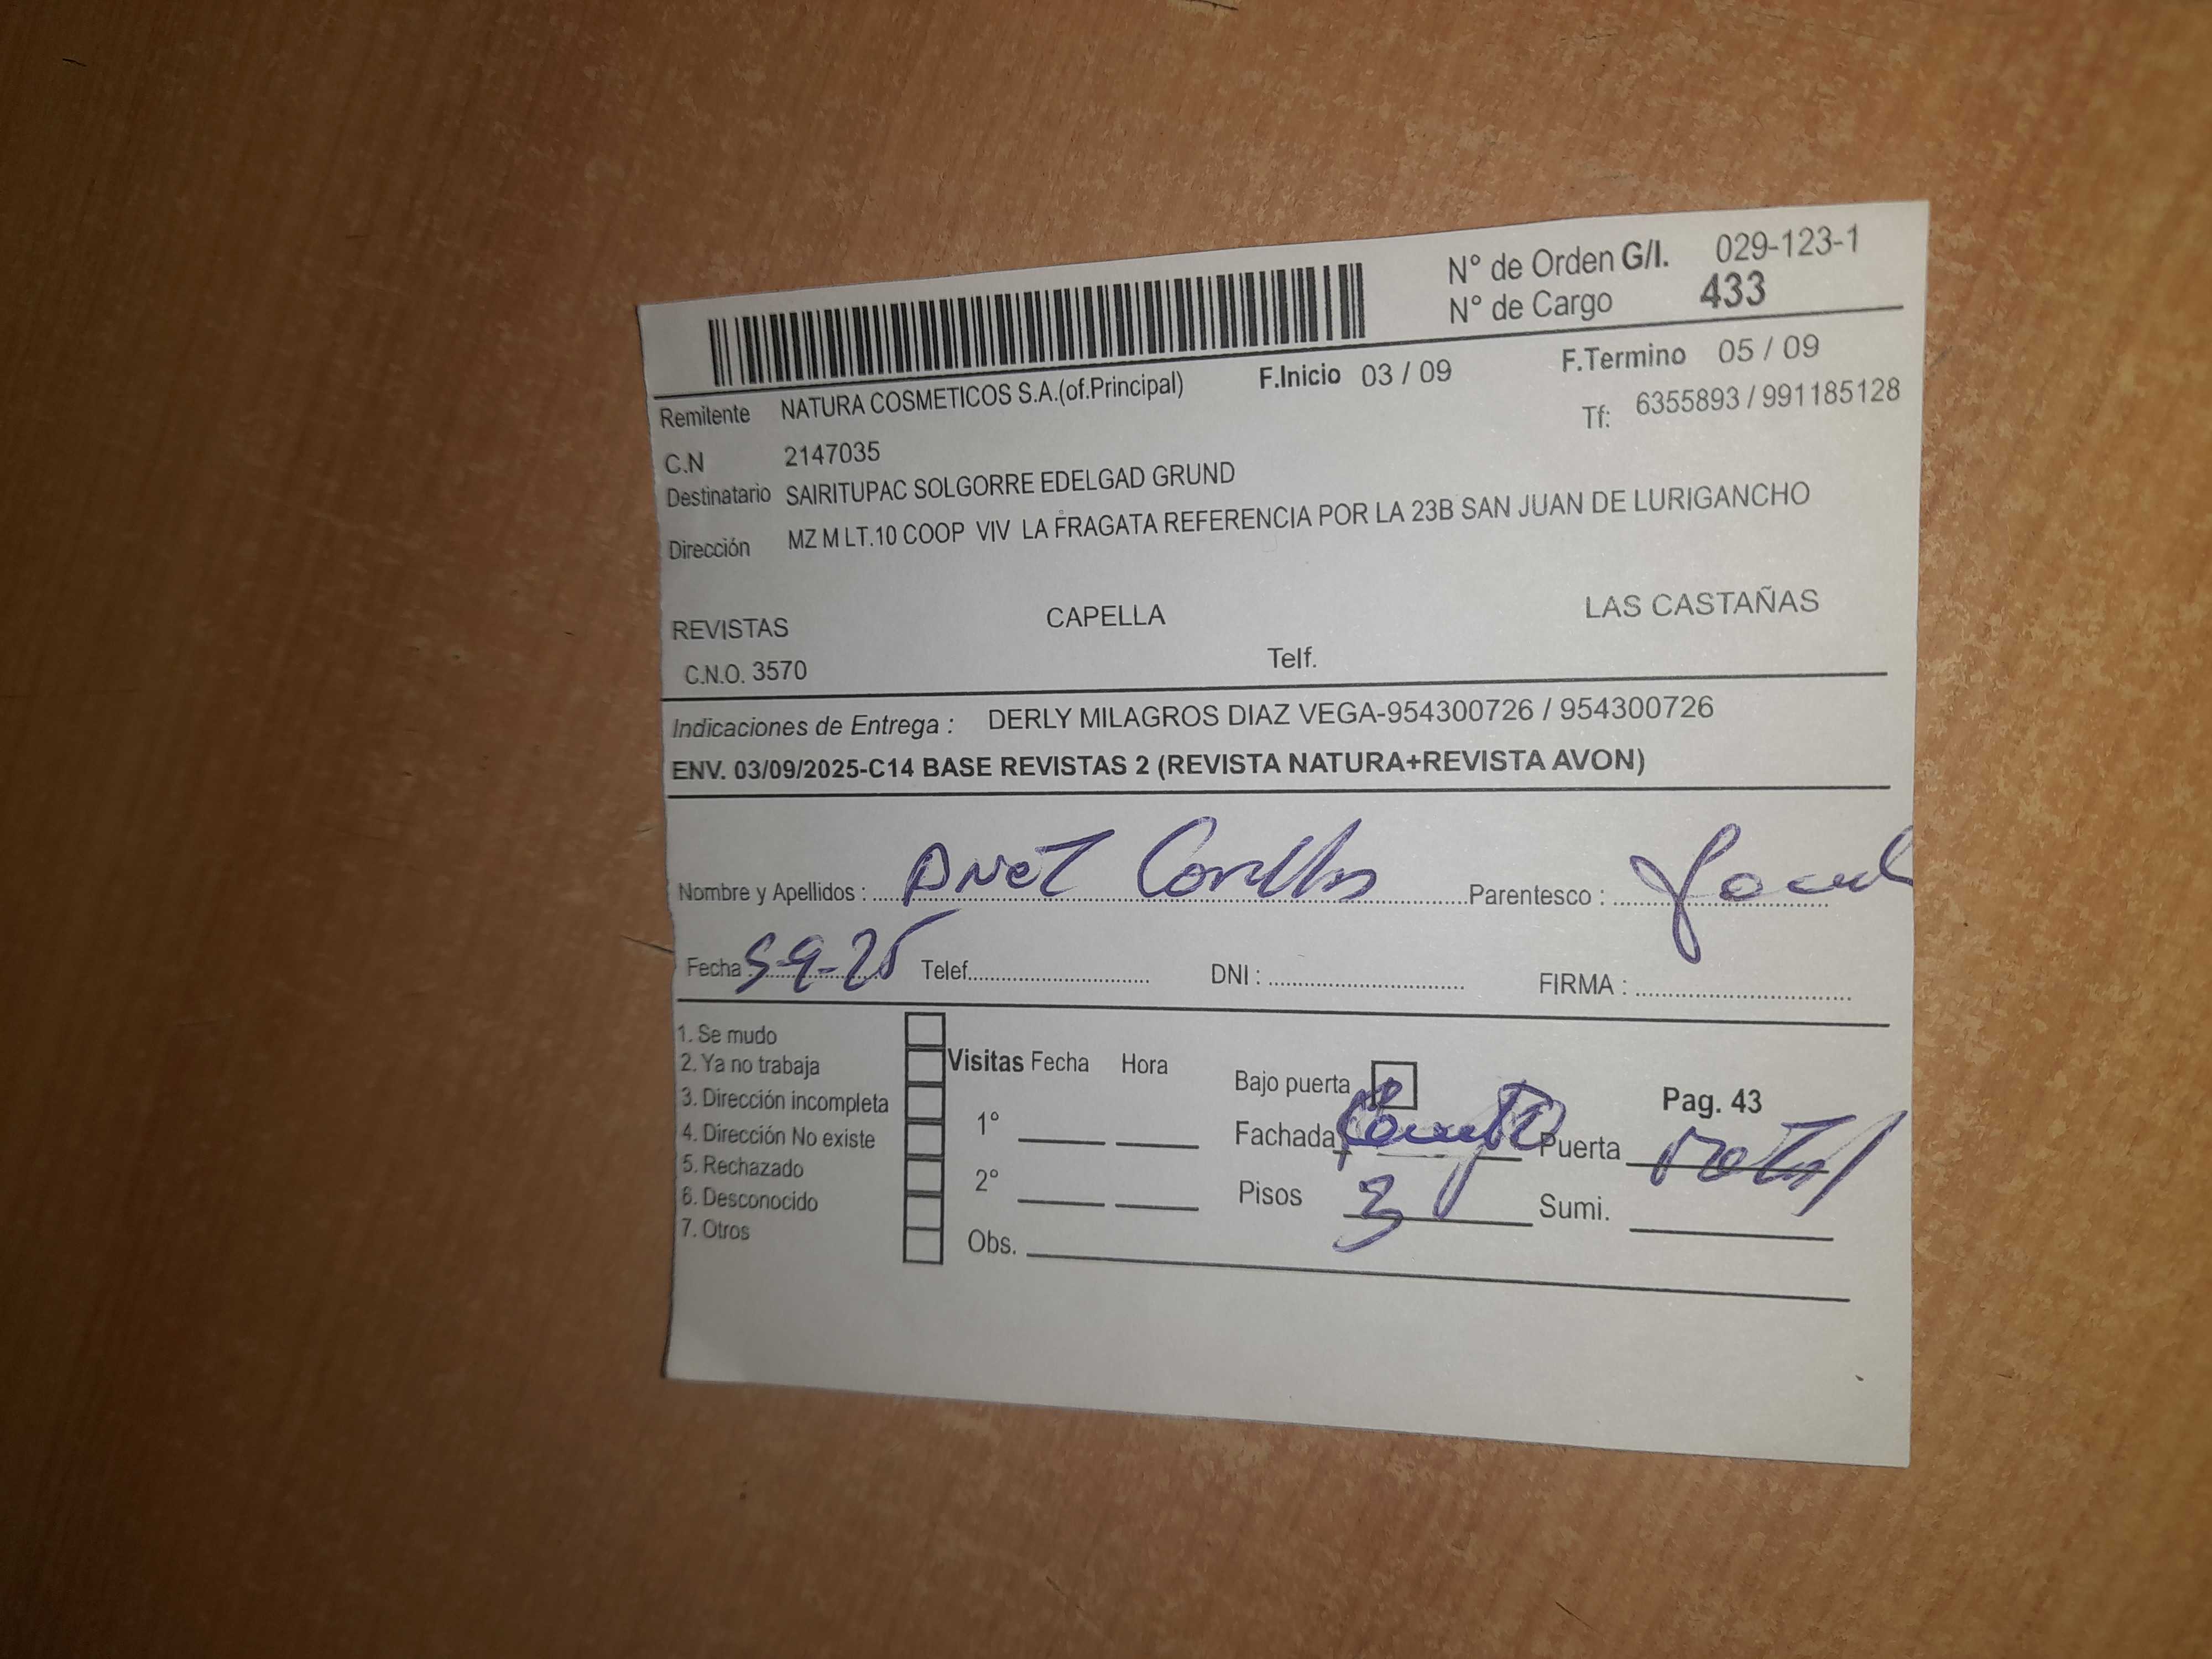 N° de Orden G/I. 029-123-1
N° de Cargo 433
Remitente NATURA COSMETICOS S.A.(of.Principal) F.Inicio 03 / 09 F.Termino 05 / 09
C.N 2147035 Tf: 6355893 / 991185128
Destinatario SAIRITUPAC SOLGORRE EDELGAD GRUND
Dirección MZ M LT.10 COOP VIV LA FRAGATA REFERENCIA POR LA 23B SAN JUAN DE LURIGANCHO
REVISTAS CAPELLA LAS CASTAÑAS
C.N.O. 3570 Telf.
Indicaciones de Entrega : DERLY MILAGROS DIAZ VEGA-954300726 / 954300726
ENV. 03/09/2025-C14 BASE REVISTAS 2 (REVISTA NATURA+REVISTA AVON)
Nombre y Apellidos : Parentesco :
Fecha : 5-9-25 Telef. DNI : FIRMA :
1. Se mudo
2. Ya no trabaja
3. Dirección incompleta
4. Dirección No existe
5. Rechazado
6. Desconocido
7. Otros
Visitas Fecha Hora
1°
2°
Obs.
Bajo puerta Pag. 43
Fachada Puerta
Pisos 3 Sumi.